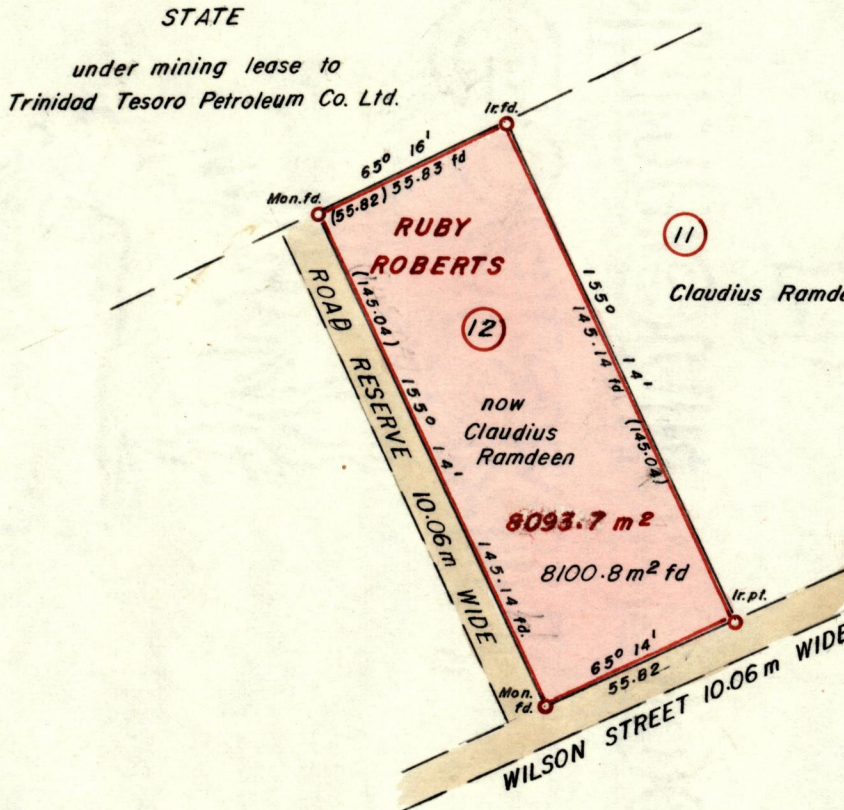 STATE
under mining lease to
Trinidad Tesoro Petroleum Co. Ltd.
Ir.fd.
65° 16'
(55.82) 55.83 fd
Mon.fd.
RUBY
ROBERTS
11
Claudius Ramde
12
(145.04)
155° 14'
145.14 fd.
155° 14'
145.14 fd
(145.04)
ROAD RESERVE 10.06m WIDE
now
Claudius
Ramdeen
8093.7 m²
8100.8 m² fd
Ir.pt.
65° 14'
55.82
Mon.
fd.
WILSON STREET 10.06 m WIDE